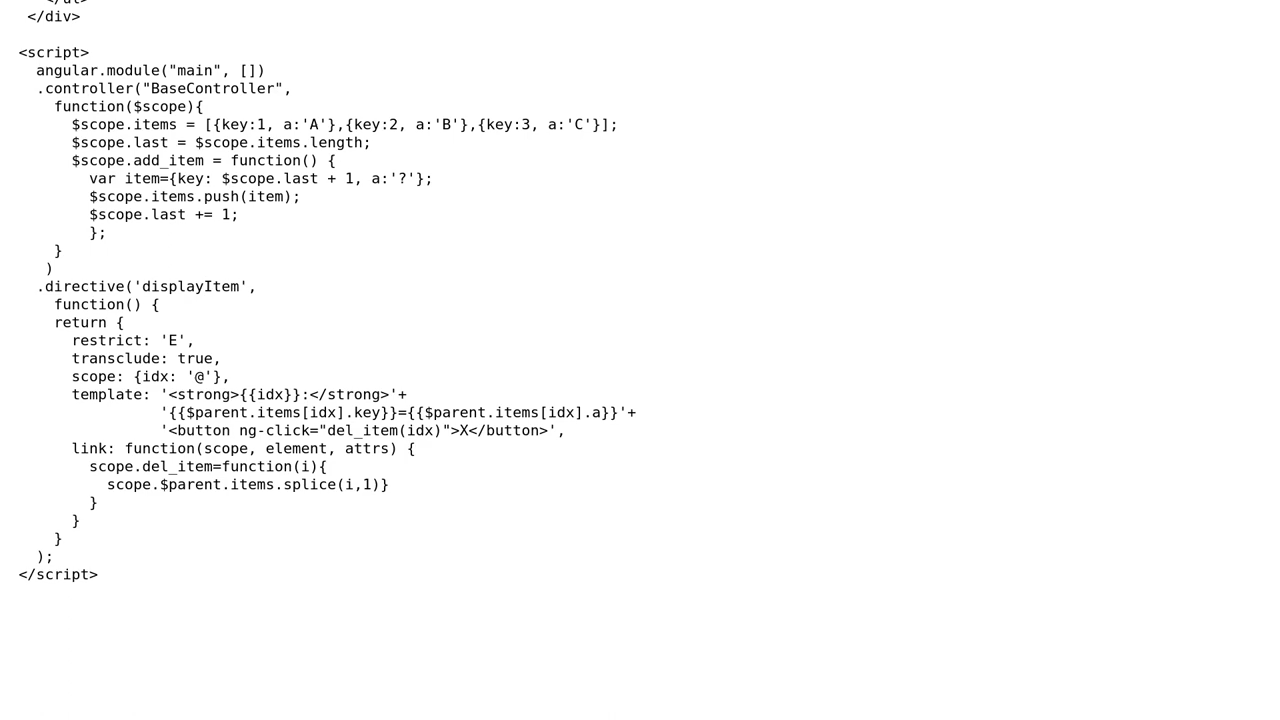 </ul>
</div>
<script>
angular.module("main", [])
.controller("BaseController",
function($scope){
$scope.items = [{key:1, a:'A'},{key:2, a:'B'},{key:3, a:'C'}];
$scope.last = $scope.items.length;
$scope.add_item = function() {
var item={key: $scope.last + 1, a:'?'};
$scope.items.push(item);
$scope.last += 1;
};
}
)
.directive('displayItem',
function() {
return {
restrict: 'E',
transclude: true,
scope: {idx: '@'},
template: '<strong>{{idx}}:</strong>'+
'{{$parent.items[idx].key}}={{$parent.items[idx].a}}'+
'<button ng-click="del_item(idx)">X</button>',
link: function(scope, element, attrs) {
scope.del_item=function(i){
scope.$parent.items.splice(i,1)}
}
}
}
);
</script>